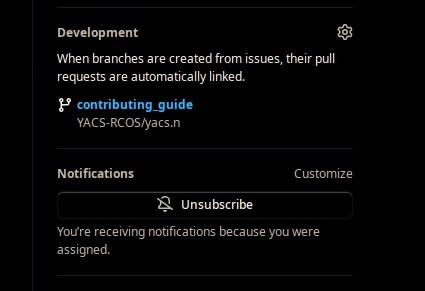 Development
When branches are created from issues, their pull
requests are automatically linked.
contributing_guide
YACS-RCOS/yacs.n
Notifications
Customize
Unsubscribe
You’re receiving notifications because you were
assigned.